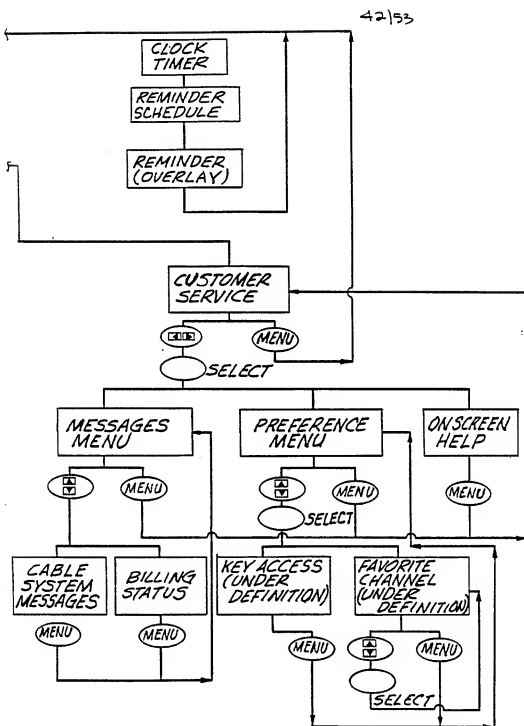 42/53
CLOCK
TIMER
REMINDER
SCHEDULE
REMINDER
(OVERLAY)
CUSTOMER
SERVICE
MENU
SELECT
MESSAGES
MENU
PREFERENCE
MENU
ON SCREEN
HELP
MENU
SELECT
MENU
MENU
CABLE
SYSTEM
MESSAGES
BILLING
STATUS
KEY ACCESS
(UNDER
DEFINITION)
FAVORITE
CHANNEL
(UNDER
DEFINITION)
MENU
MENU
MENU
MENU
SELECT